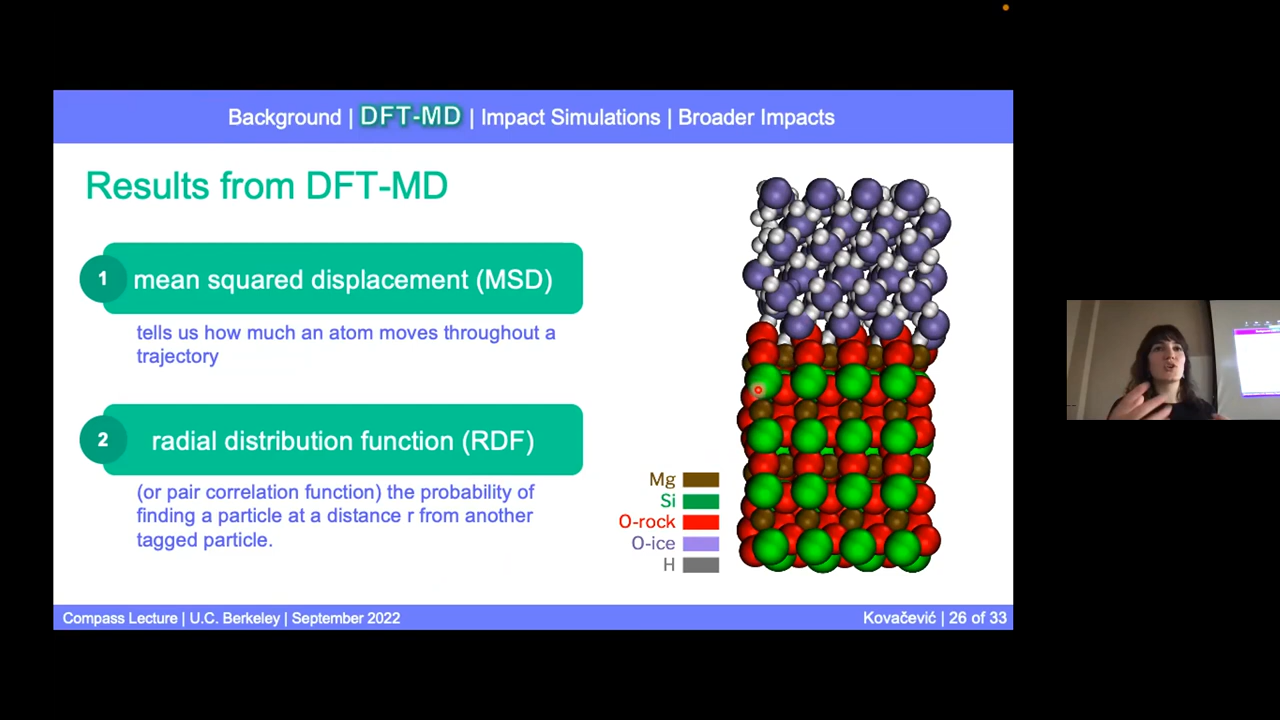 Background | DFT-MD | Impact Simulations | Broader Impacts
Results from DFT-MD
1 mean squared displacement (MSD)
tells us how much an atom moves throughout a
trajectory
2 radial distribution function (RDF)
(or pair correlation function) the probability of
finding a particle at a distance r from another
tagged particle.
Mg
Si
O-rock
O-ice
H
Compass Lecture | U.C. Berkeley | September 2022
Kovačević | 26 of 33